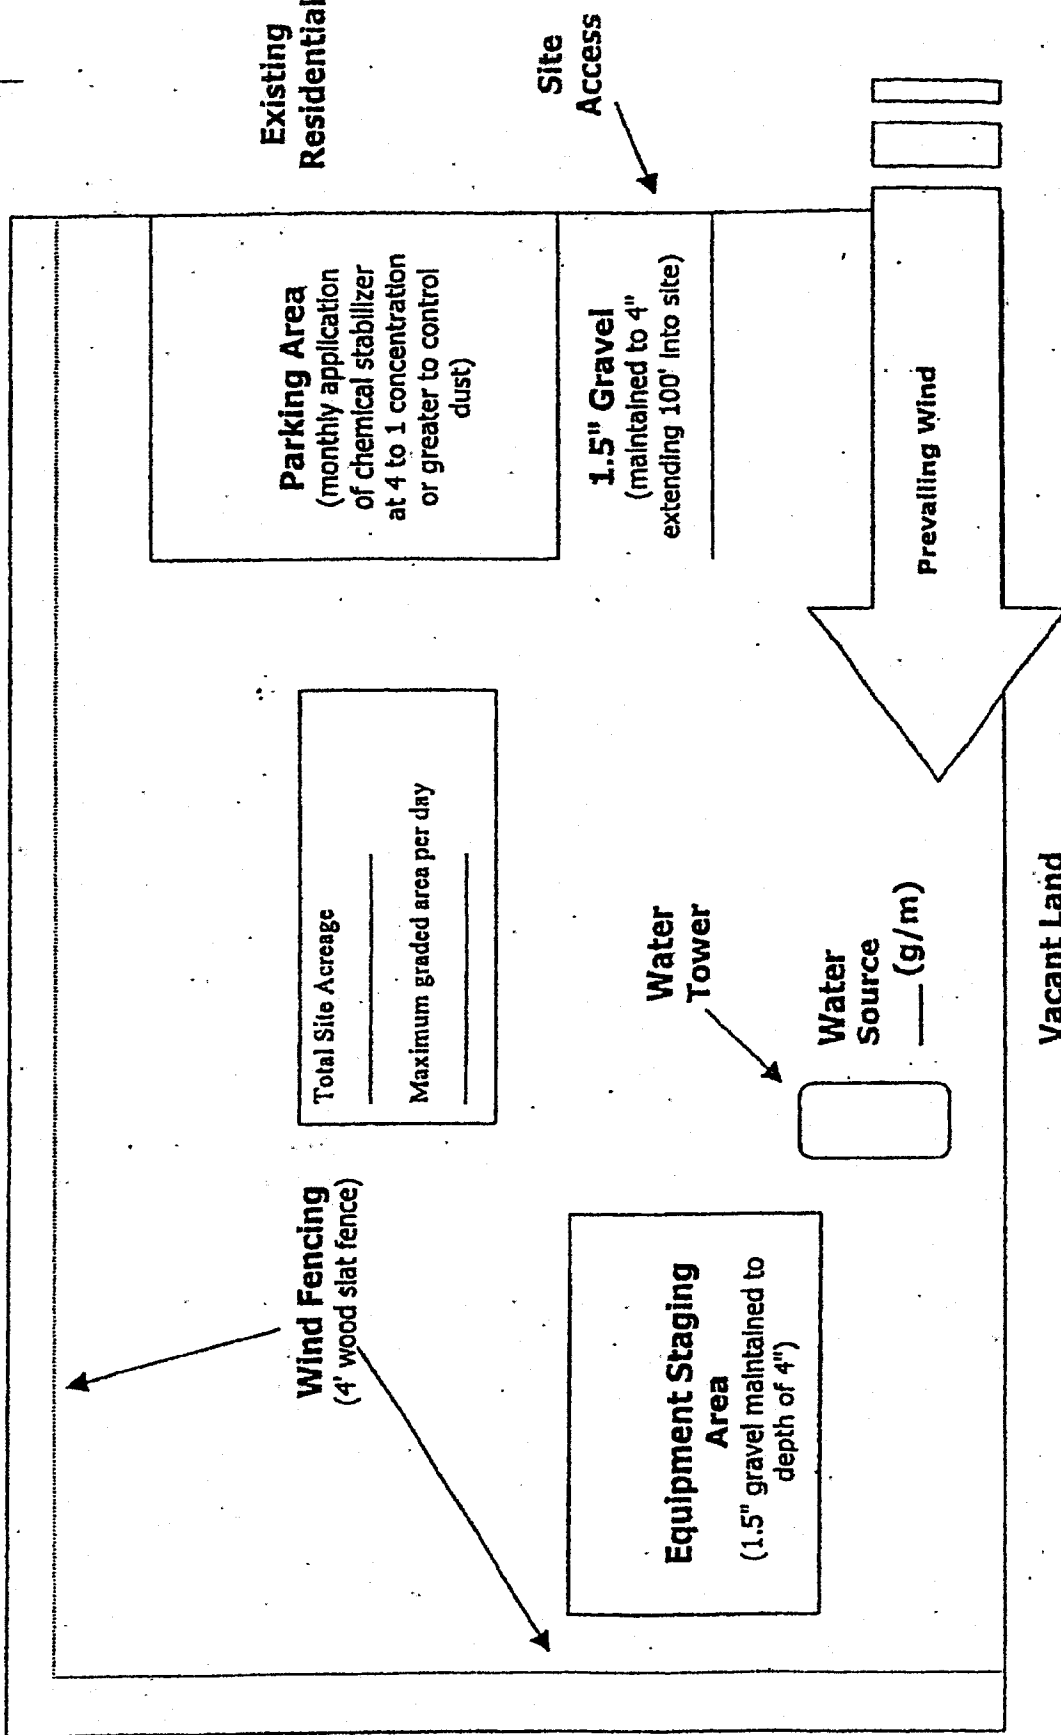 Existing
Residential
Site
Access
Parking Area
(monthly application
of chemical stabilizer
at 4 to 1 concentration
or greater to control
dust)
1.5" Gravel
(maintained to 4"
extending 100' into site)
Prevailing Wind
Total Site Acreage
Maximum graded area per day
Water
Tower
Water
Source
___ (g/m)
Vacant Land
Wind Fencing
(4' wood slat fence)
Equipment Staging
Area
(1.5" gravel maintained to
depth of 4")